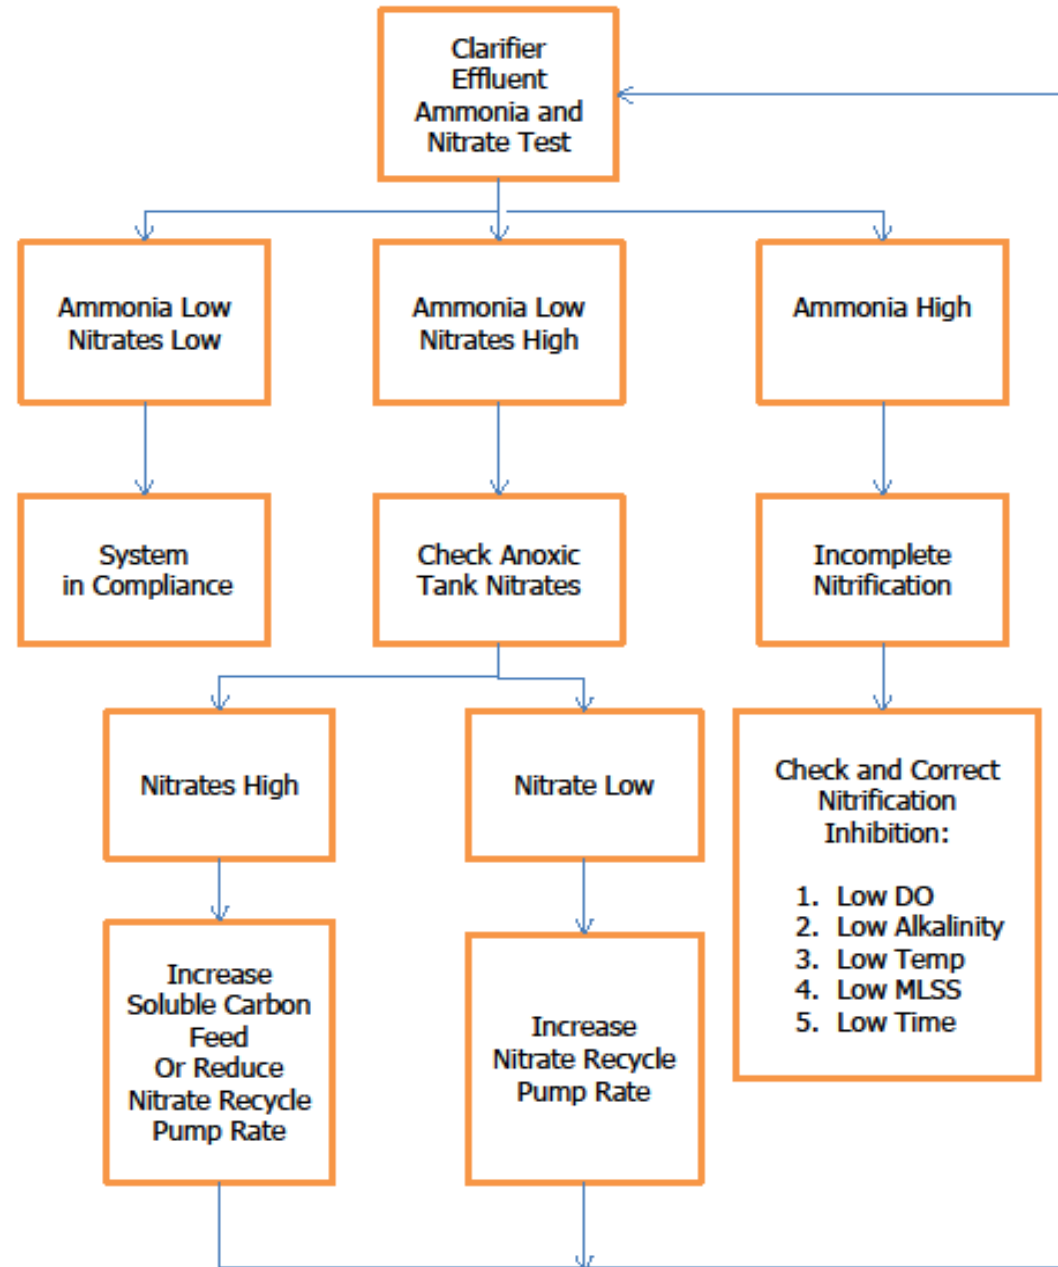 Clarifier
Effluent
Ammonia and
Nitrate Test
Ammonia Low
Nitrates Low
Ammonia Low
Nitrates High
Ammonia High
System
in Compliance
Check Anoxic
Tank Nitrates
Incomplete
Nitrification
Nitrates High
Nitrate Low
Check and Correct
Nitrification
Inhibition:
1. Low DO
2. Low Alkalinity
3. Low Temp
4. Low MLSS
5. Low Time
Increase
Soluble Carbon
Feed
Or Reduce
Nitrate Recycle
Pump Rate
Increase
Nitrate Recycle
Pump Rate